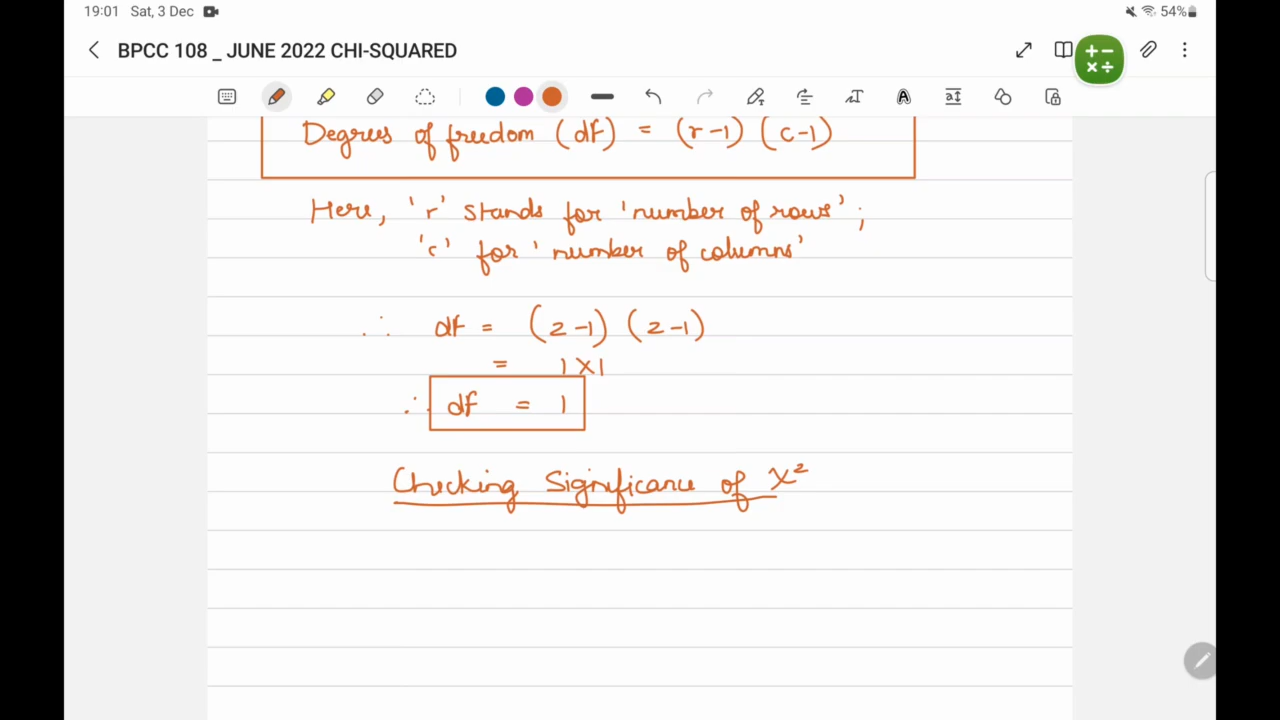 19:01 Sat, 3 Dec 54%
BPCC 108 _ JUNE 2022 CHI-SQUARED
Degrees of freedom (df) = (r-1) (c-1)
Here, 'r' stands for 'number of rows';
'c' for 'number of columns'
∴ df = (2-1) (2-1)
= 1×1
∴ df = 1
Checking Significance of χ²